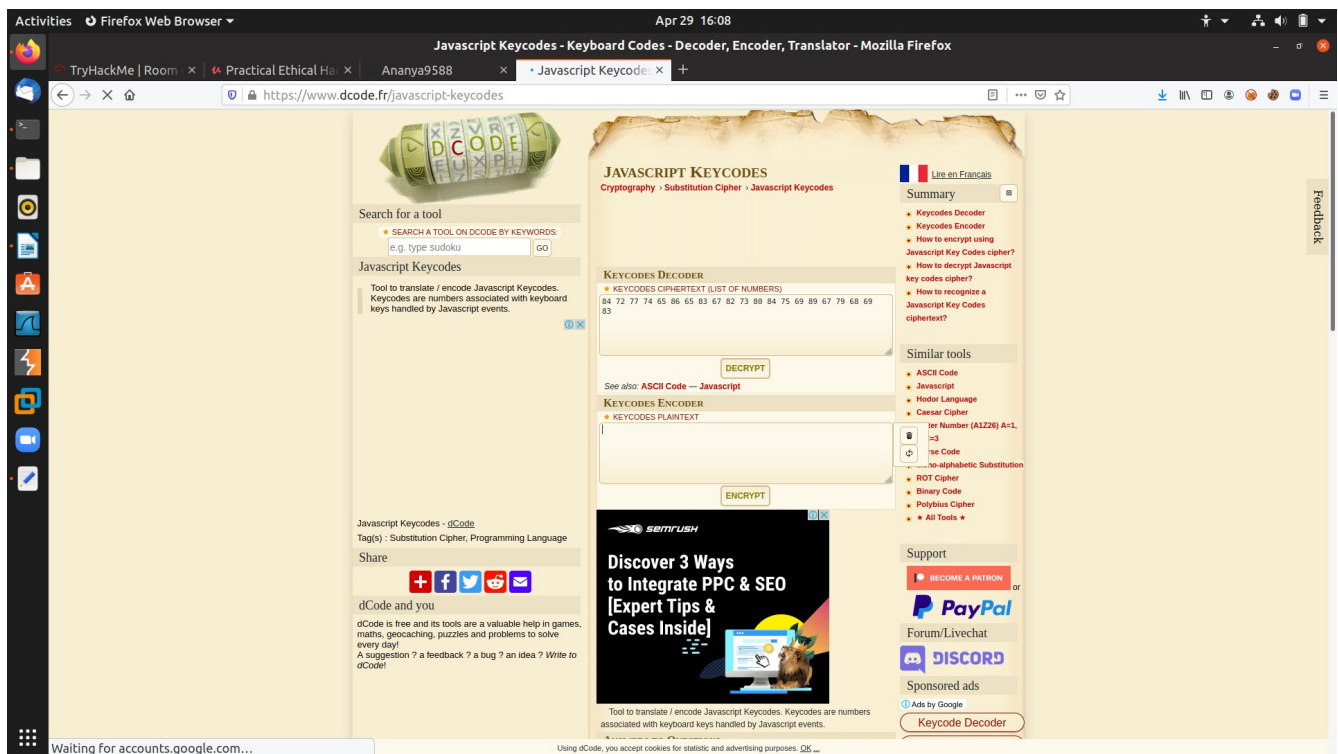 Activities Firefox Web Browser Apr 29 16:08
Javascript Keycodes - Keyboard Codes - Decoder, Encoder, Translator - Mozilla Firefox
TryHackMe | Room Practical Ethical Hac Ananya9588 Javascript Keycode
https://www.dcode.fr/javascript-keycodes
DCODE
Search for a tool
★ SEARCH A TOOL ON DCODE BY KEYWORDS:
e.g. type sudoku GO
Javascript Keycodes
Tool to translate / encode Javascript Keycodes.
Keycodes are numbers associated with keyboard
keys handled by Javascript events.
Javascript Keycodes - dCode
Tag(s) : Substitution Cipher, Programming Language
Share
dCode and you
dCode is free and its tools are a valuable help in games,
maths, geocaching, puzzles and problems to solve
every day!
A suggestion ? a feedback ? a bug ? an idea ? Write to
dCode!
JAVASCRIPT KEYCODES
Cryptography › Substitution Cipher › Javascript Keycodes
KEYCODES DECODER
★ KEYCODES CIPHERTEXT (LIST OF NUMBERS)
84 72 77 74 65 86 65 83 67 82 73 80 84 75 69 89 67 79 68 69
83
DECRYPT
See also: ASCII Code — Javascript
KEYCODES ENCODER
★ KEYCODES PLAINTEXT
ENCRYPT
SEMRUSH
Discover 3 Ways
to Integrate PPC & SEO
[Expert Tips &
Cases Inside]
Tool to translate / encode Javascript Keycodes. Keycodes are numbers
associated with keyboard keys handled by Javascript events.
Lire en Français
Summary
Keycodes Decoder
Keycodes Encoder
How to encrypt using
Javascript Key Codes cipher?
How to decrypt Javascript
key codes cipher?
How to recognize a
Javascript Key Codes
ciphertext?
Similar tools
ASCII Code
Javascript
Hodor Language
Caesar Cipher
ter Number (A1Z26) A=1,
=3
rse Code
no-alphabetic Substitution
ROT Cipher
Binary Code
Polybius Cipher
★ All Tools ★
Support
BECOME A PATRON or
PayPal
Forum/Livechat
DISCORD
Sponsored ads
Ads by Google
Keycode Decoder
Feedback
Waiting for accounts.google.com…
Using dCode, you accept cookies for statistic and advertising purposes. OK ...